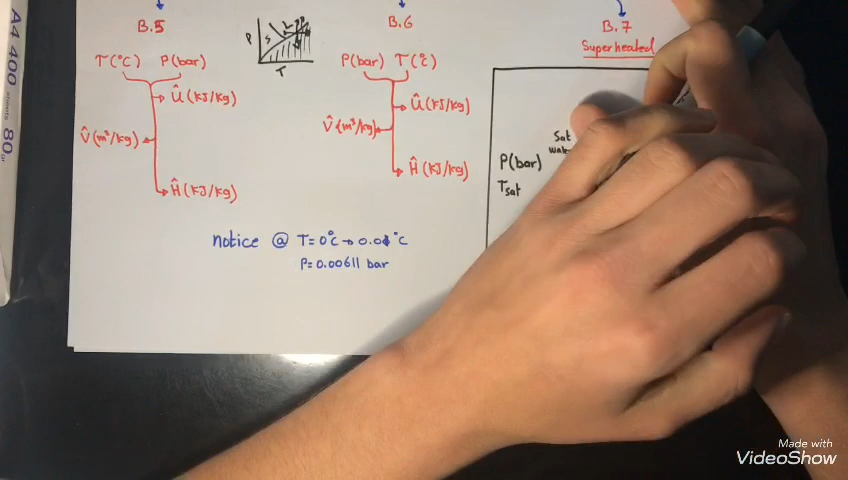 B.5
T(°C) P(bar)
Û(KJ/Kg)
V̂(m³/kg)
Ĥ(KJ/Kg)
P
S L
T
B.6
P(bar) T(°C)
Û(KJ/Kg)
V̂(m³/Kg)
Ĥ(KJ/Kg)
B.7
Superheated
Sat
P(bar)
Tsat
notice @ T=0°C → 0.01°C
P=0.00611 bar
A4 400 80
Made with
VideoShow